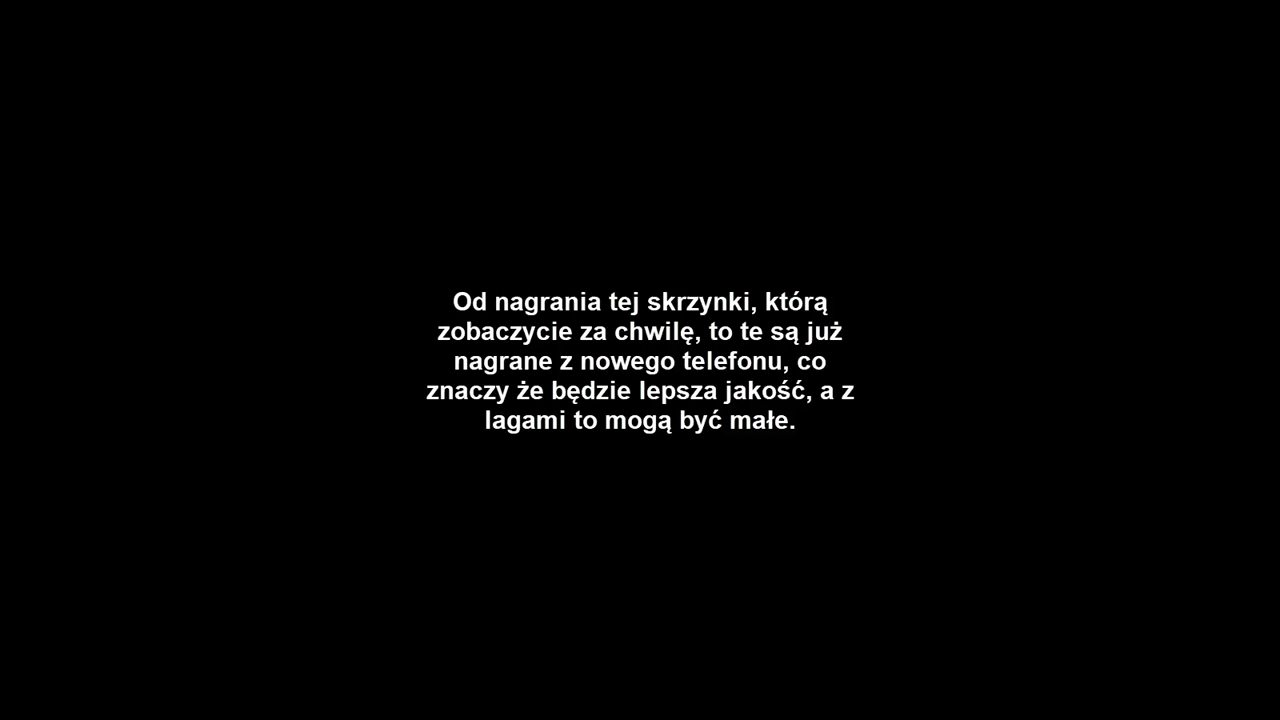 Od nagrania tej skrzynki, którą
zobaczycie za chwilę, to te są już
nagrane z nowego telefonu, co
znaczy że będzie lepsza jakość, a z
lagami to mogą być małe.